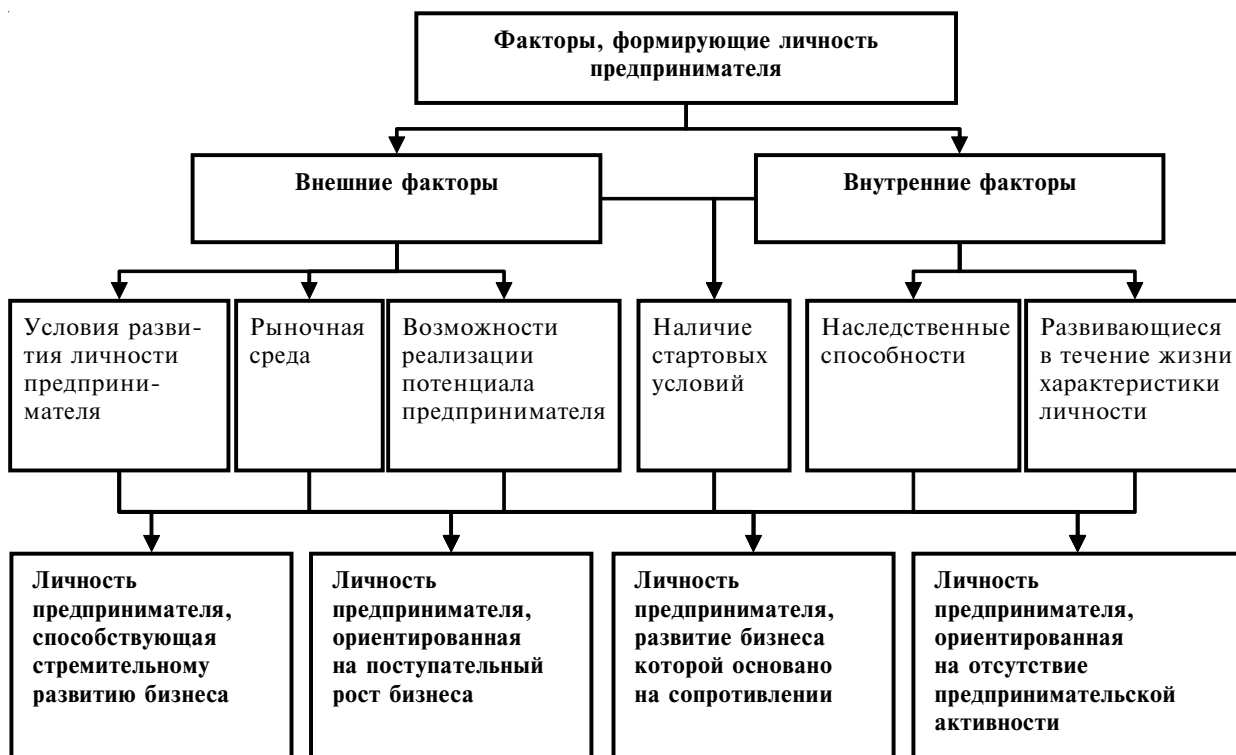 Факторы, формирующие личность
предпринимателя
Внешние факторы
Внутренние факторы
Условия разви-
тия личности
предприни-
мателя
Рыночная
среда
Возможности
реализации
потенциала
предпринимателя
Наличие
стартовых
условий
Наследственные
способности
Развивающиеся
в течение жизни
характеристики
личности
Личность
предпринимателя,
способствующая
стремительному
развитию бизнеса
Личность
предпринимателя,
ориентированная
на поступательный
рост бизнеса
Личность
предпринимателя,
развитие бизнеса
которой основано
на сопротивлении
Личность
предпринимателя,
ориентированная
на отсутствие
предпринимательской
активности